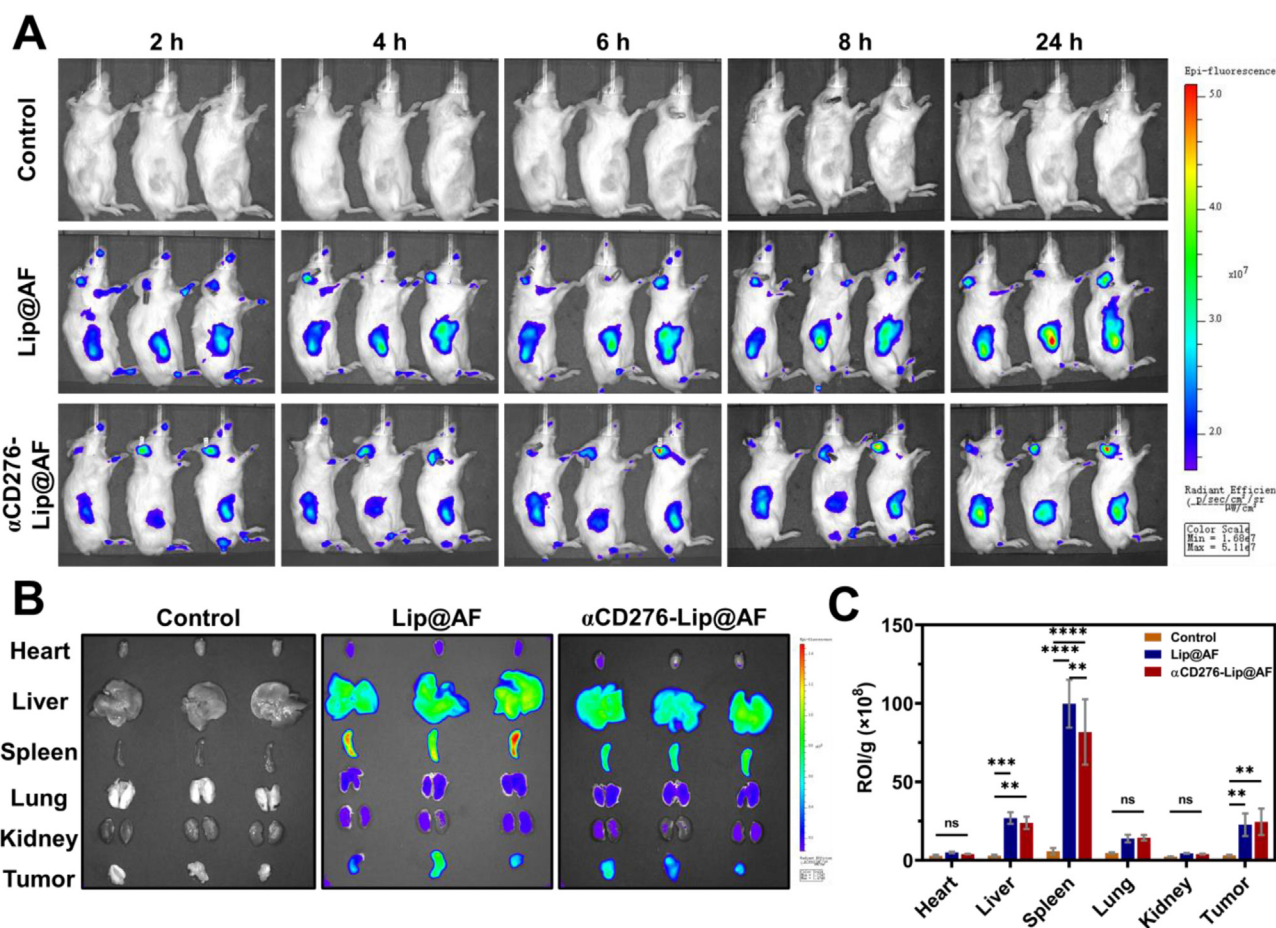 A
2 h
4 h
6 h
8 h
24 h
Control
Lip@AF
αCD276-
Lip@AF
Epi-fluorescence
5.0
4.0
x10⁷
3.0
2.0
Radiant Efficien
(p/sec/cm²/sr
μW/cm²
Color Scale
Min = 1.68e7
Max = 5.11e7
B
Control
Lip@AF
αCD276-Lip@AF
Heart
Liver
Spleen
Lung
Kidney
Tumor
C
ROI/g (×10⁸)
150
100
50
0
Control
Lip@AF
αCD276-Lip@AF
ns
***
**
****
****
**
ns
ns
**
**
Heart
Liver
Spleen
Lung
Kidney
Tumor